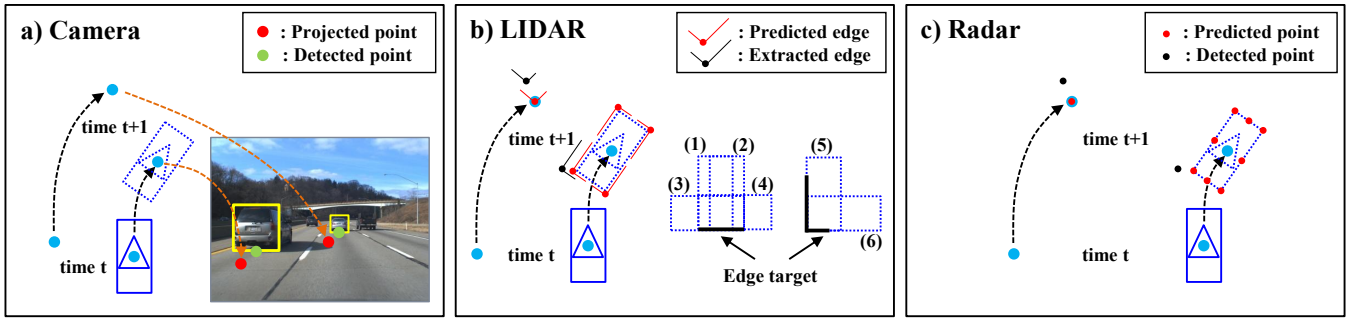 a) Camera
: Projected point
: Detected point
time t+1
time t
b) LIDAR
: Predicted edge
: Extracted edge
time t+1
(1)
(2)
(5)
(3)
(4)
(6)
time t
Edge target
c) Radar
: Predicted point
: Detected point
time t+1
time t